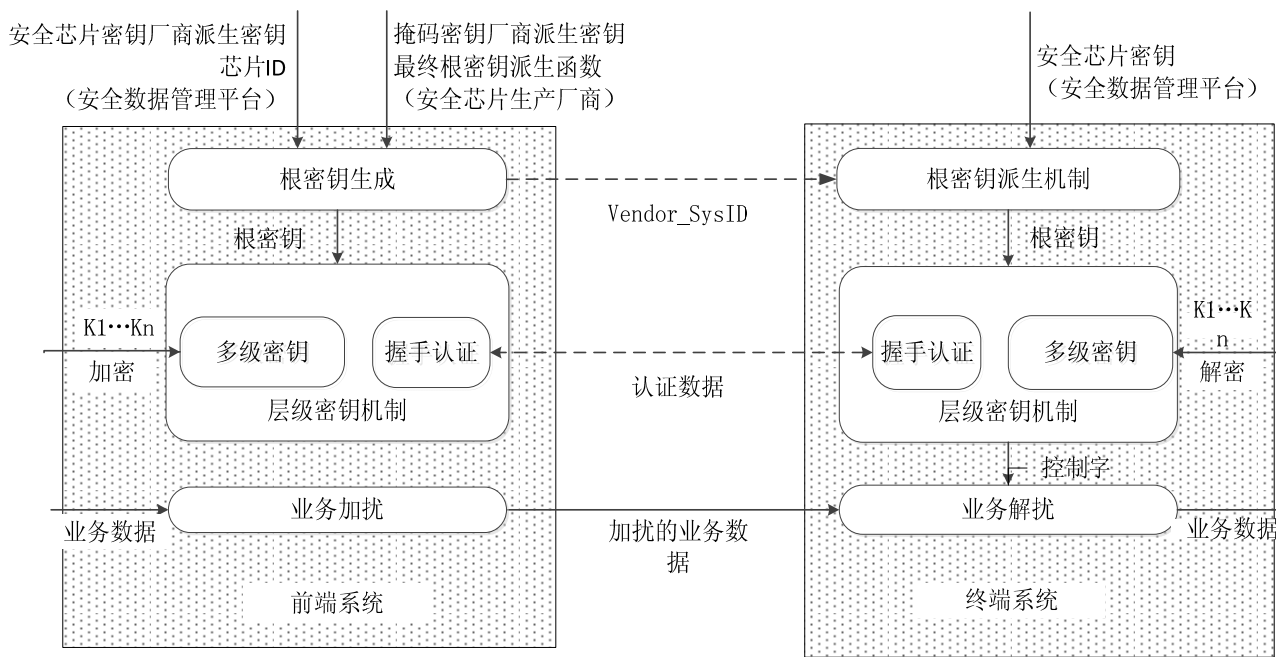 安全芯片密钥厂商派生密钥
芯片ID
（安全数据管理平台）
掩码密钥厂商派生密钥
最终根密钥派生函数
（安全芯片生产厂商）
安全芯片密钥
（安全数据管理平台）
根密钥生成
Vendor_SysID
根密钥派生机制
根密钥
根密钥
K1…Kn
加密
多级密钥
握手认证
层级密钥机制
认证数据
握手认证
多级密钥
层级密钥机制
K1…K
n
解密
控制字
业务数据
业务加扰
加扰的业务数
据
业务解扰
业务数据
前端系统
终端系统